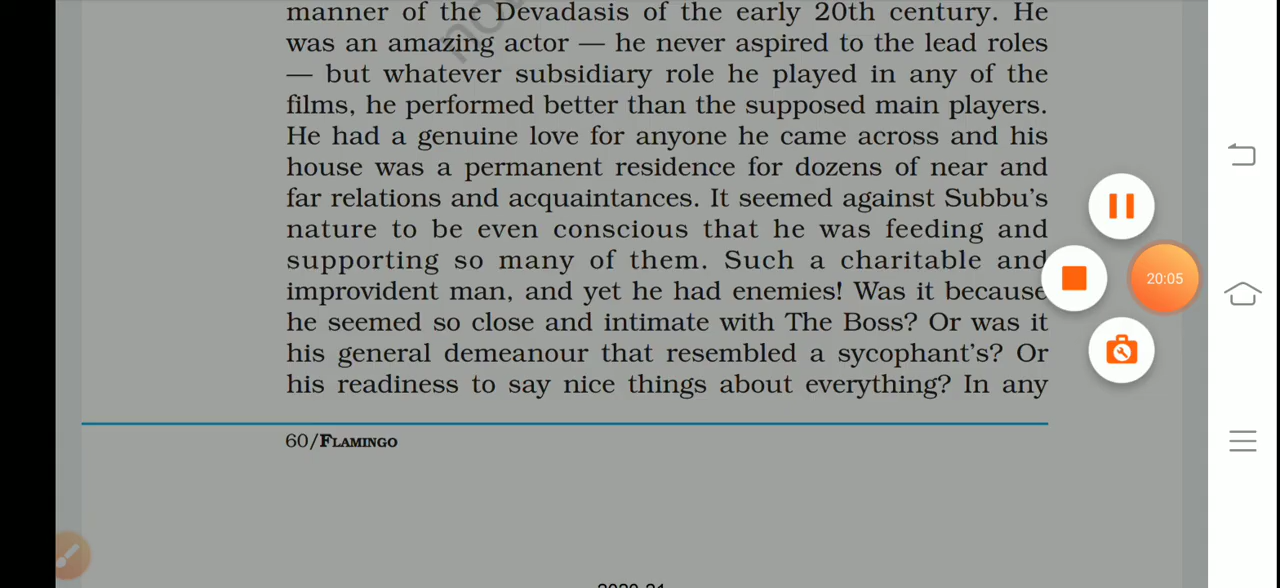 manner of the Devadasis of the early 20th century. He
was an amazing actor — he never aspired to the lead roles
— but whatever subsidiary role he played in any of the
films, he performed better than the supposed main players.
He had a genuine love for anyone he came across and his
house was a permanent residence for dozens of near and
far relations and acquaintances. It seemed against Subbu's
nature to be even conscious that he was feeding and
supporting so many of them. Such a charitable and
improvident man, and yet he had enemies! Was it because
he seemed so close and intimate with The Boss? Or was it
his general demeanour that resembled a sycophant's? Or
his readiness to say nice things about everything? In any
60/FLAMINGO
20:05
2020-21